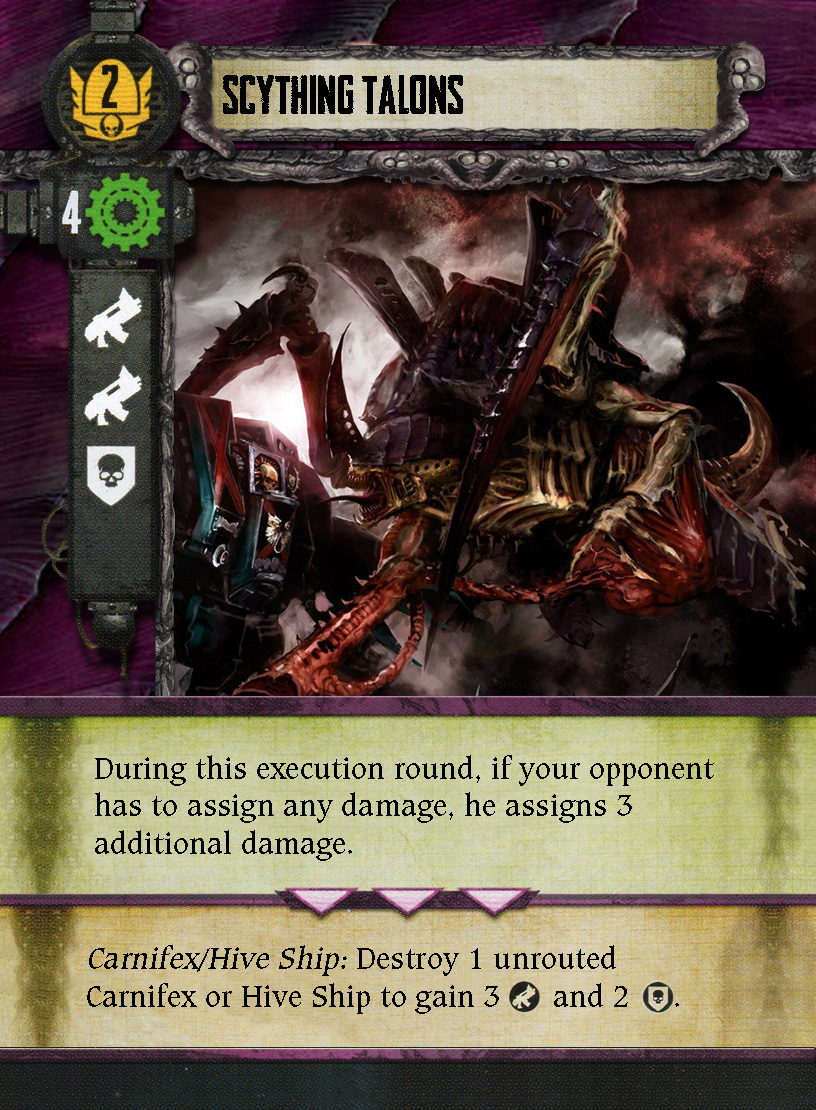 2
SCYTHING TALONS
4
During this execution round, if your opponent
has to assign any damage, he assigns 3
additional damage.
Carnifex/Hive Ship: Destroy 1 unrouted
Carnifex or Hive Ship to gain 3 and 2 .